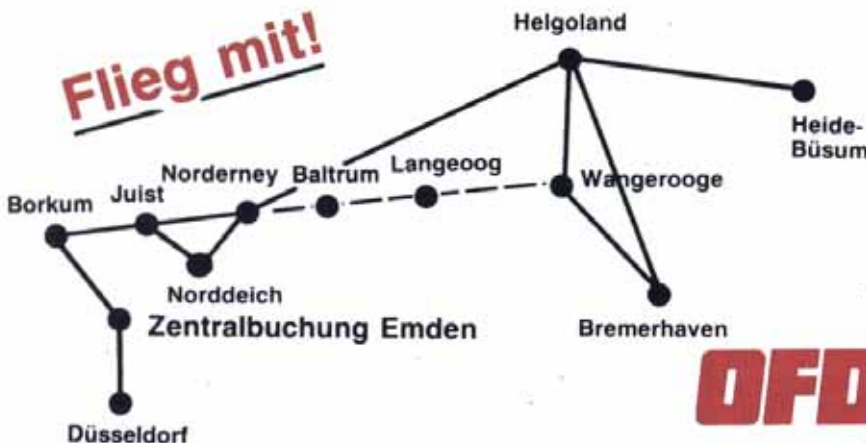 Flieg mit!
Helgoland
Heide-
Büsum
Norderney
Baltrum
Langeoog
Wangerooge
Juist
Borkum
Norddeich
Zentralbuchung Emden
Bremerhaven
Düsseldorf
OFD